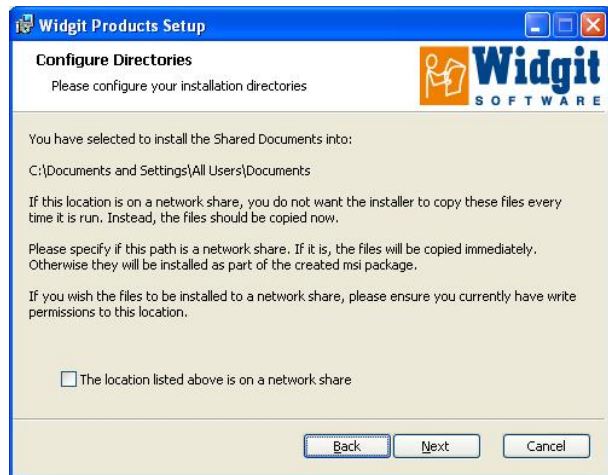 Widgit Products Setup
Configure Directories
Please configure your installation directories
Widgit
SOFTWARE
You have selected to install the Shared Documents into:
C:\Documents and Settings\All Users\Documents
If this location is on a network share, you do not want the installer to copy these files every
time it is run. Instead, the files should be copied now.
Please specify if this path is a network share. If it is, the files will be copied immediately.
Otherwise they will be installed as part of the created msi package.
If you wish the files to be installed to a network share, please ensure you currently have write
permissions to this location.
The location listed above is on a network share
Back Next Cancel